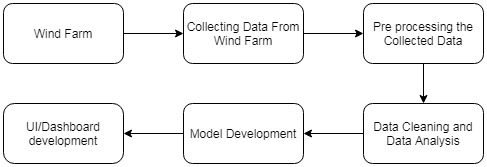 Wind Farm
Collecting Data From
Wind Farm
Pre processing the
Collected Data
Data Cleaning and
Data Analysis
Model Development
UI/Dashboard
development